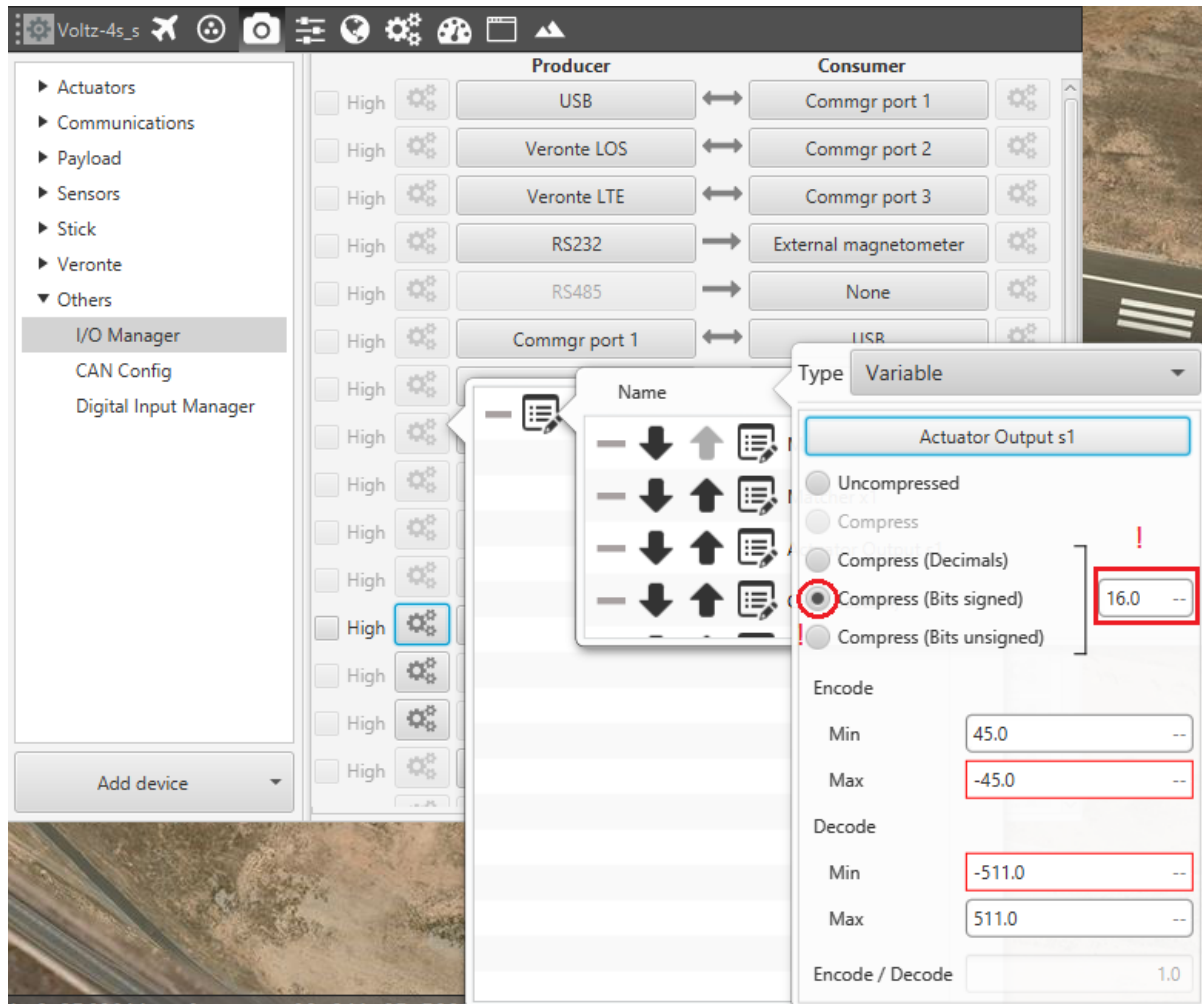 Voltz-4s_s
Actuators
Communications
Payload
Sensors
Stick
Veronte
Others
I/O Manager
CAN Config
Digital Input Manager
Add device
Producer Consumer
High USB Commgr port 1
High Veronte LOS Commgr port 2
High Veronte LTE Commgr port 3
High RS232 External magnetometer
High RS485 None
High Commgr port 1 USB
High
High
High
High
High
High
High
High
High
Name
Type Variable
Actuator Output s1
Uncompressed
Compress
Compress (Decimals)
!
Compress (Bits signed) 16.0 --
! Compress (Bits unsigned)
Encode
Min 45.0 --
Max -45.0 --
Decode
Min -511.0 --
Max 511.0 --
Encode / Decode 1.0